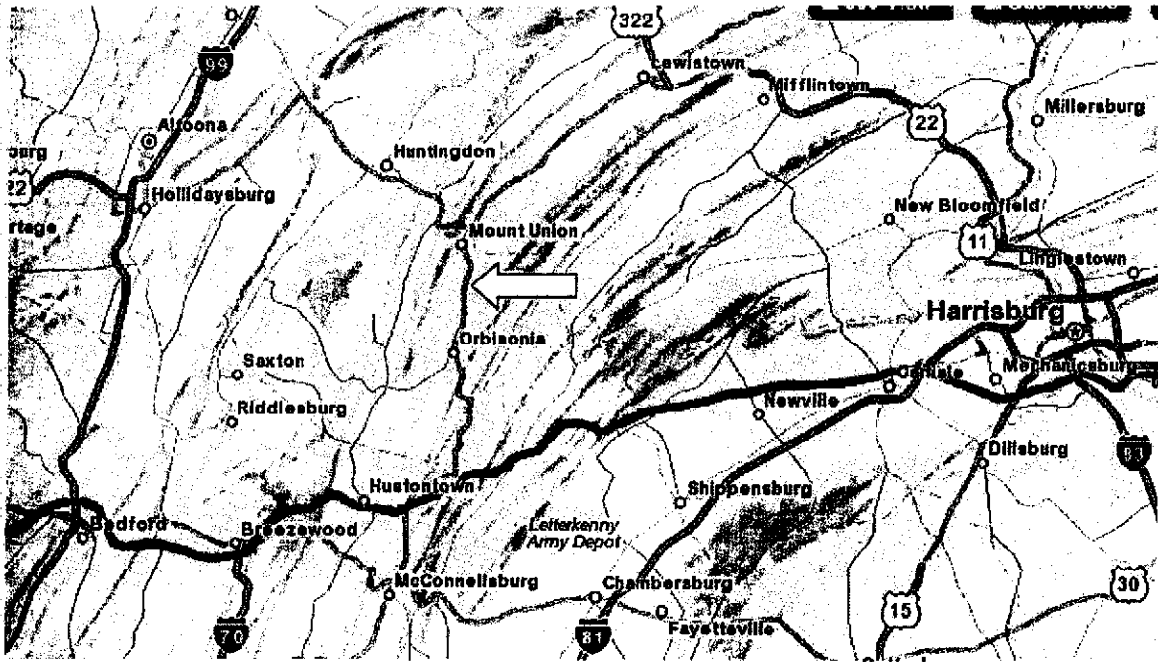 322
99
Lewistown
Mifflintown
Altoona
22
Millersburg
Huntingdon
22
Hollidaysburg
New Bloomfield
Mount Union
11
Linglestown
Harrisburg
Orbisonia
Saxton
Carlisle
Mechanicsburg
Riddlesburg
Newville
Dillsburg
83
Hustontown
Shippensburg
Bedford
Breezewood
Letterkenny
Army Depot
McConnellsburg
Chambersburg
30
15
Fayetteville
70
81